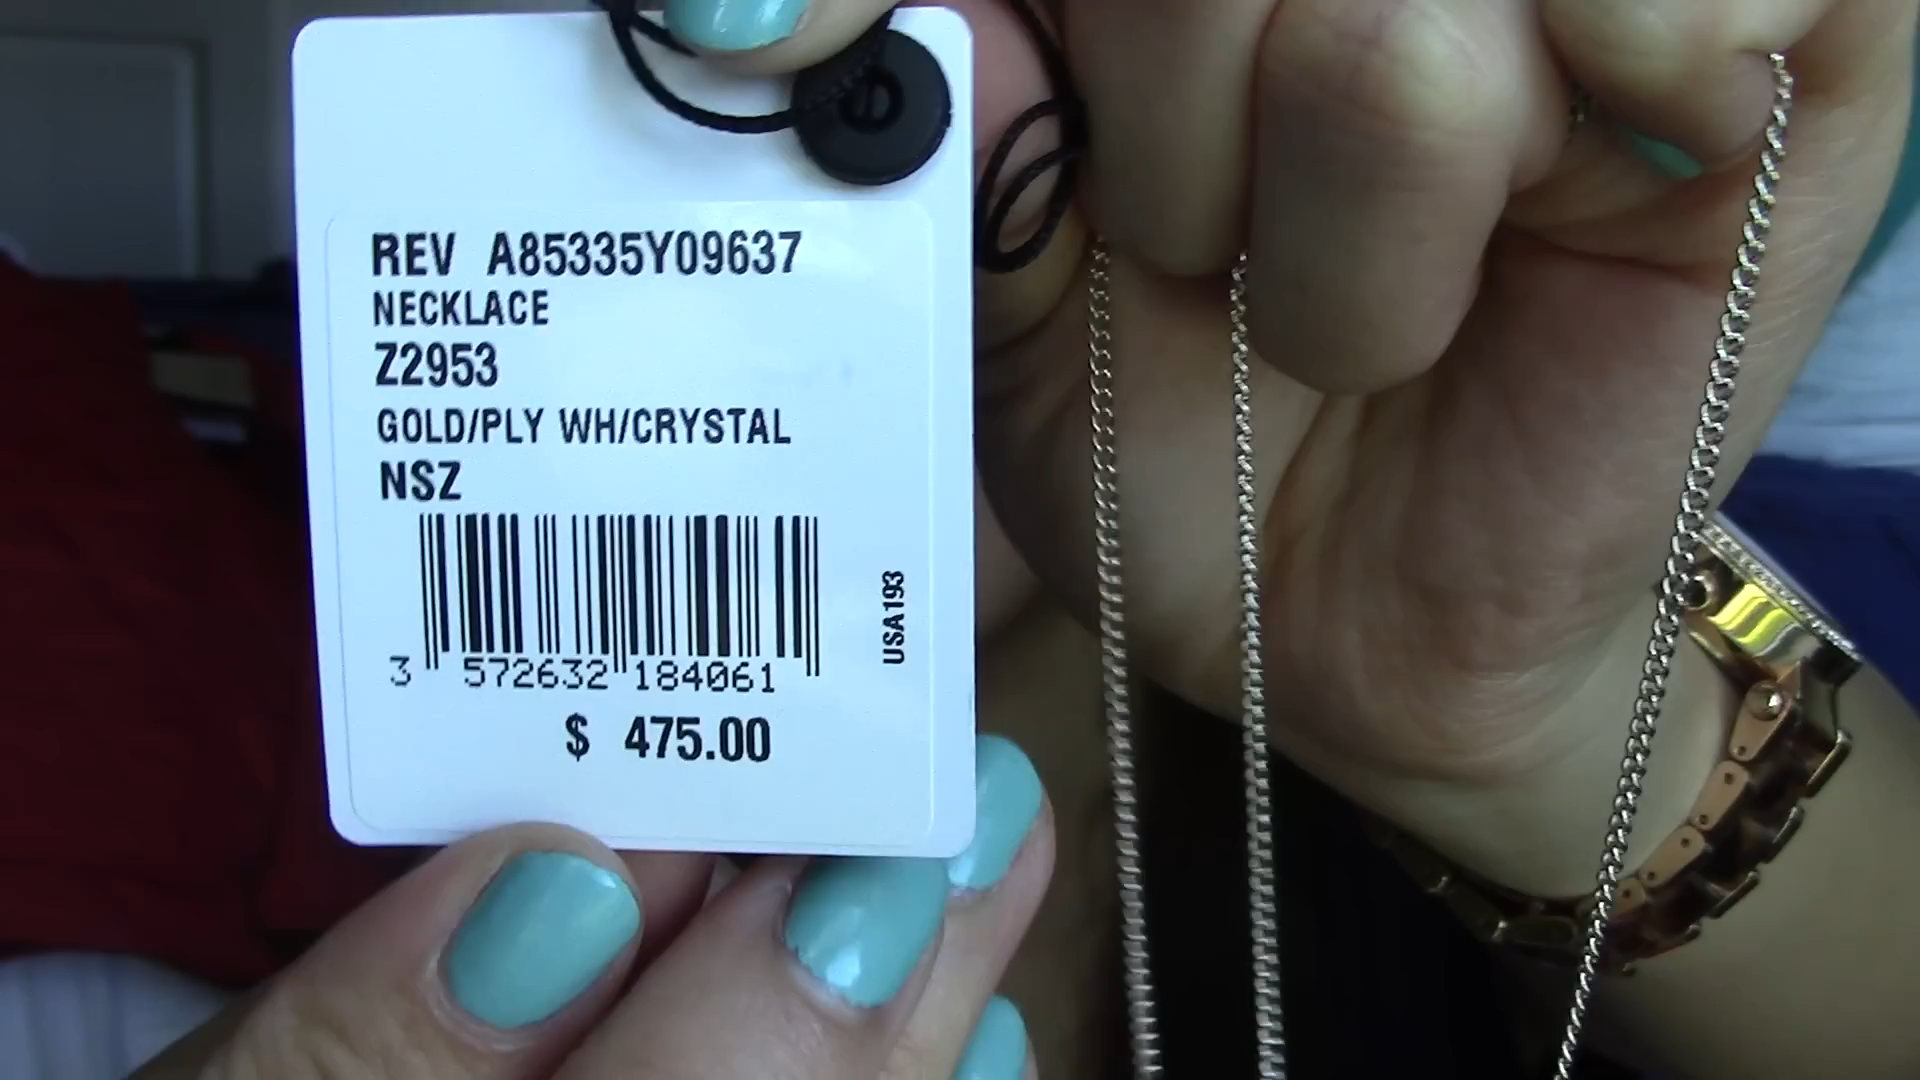 REV A85335Y09637
NECKLACE
Z2953
GOLD/PLY WH/CRYSTAL
NSZ
3 572632 184061
USA193
$ 475.00